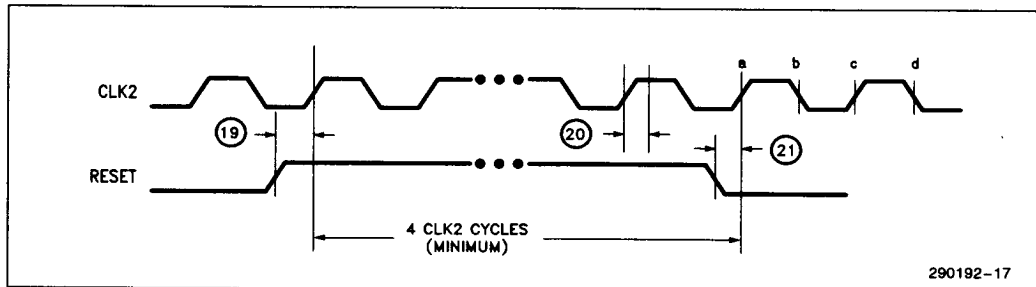 a b c d
CLK2
19 20 21
RESET
4 CLK2 CYCLES
(MINIMUM)
290192-17